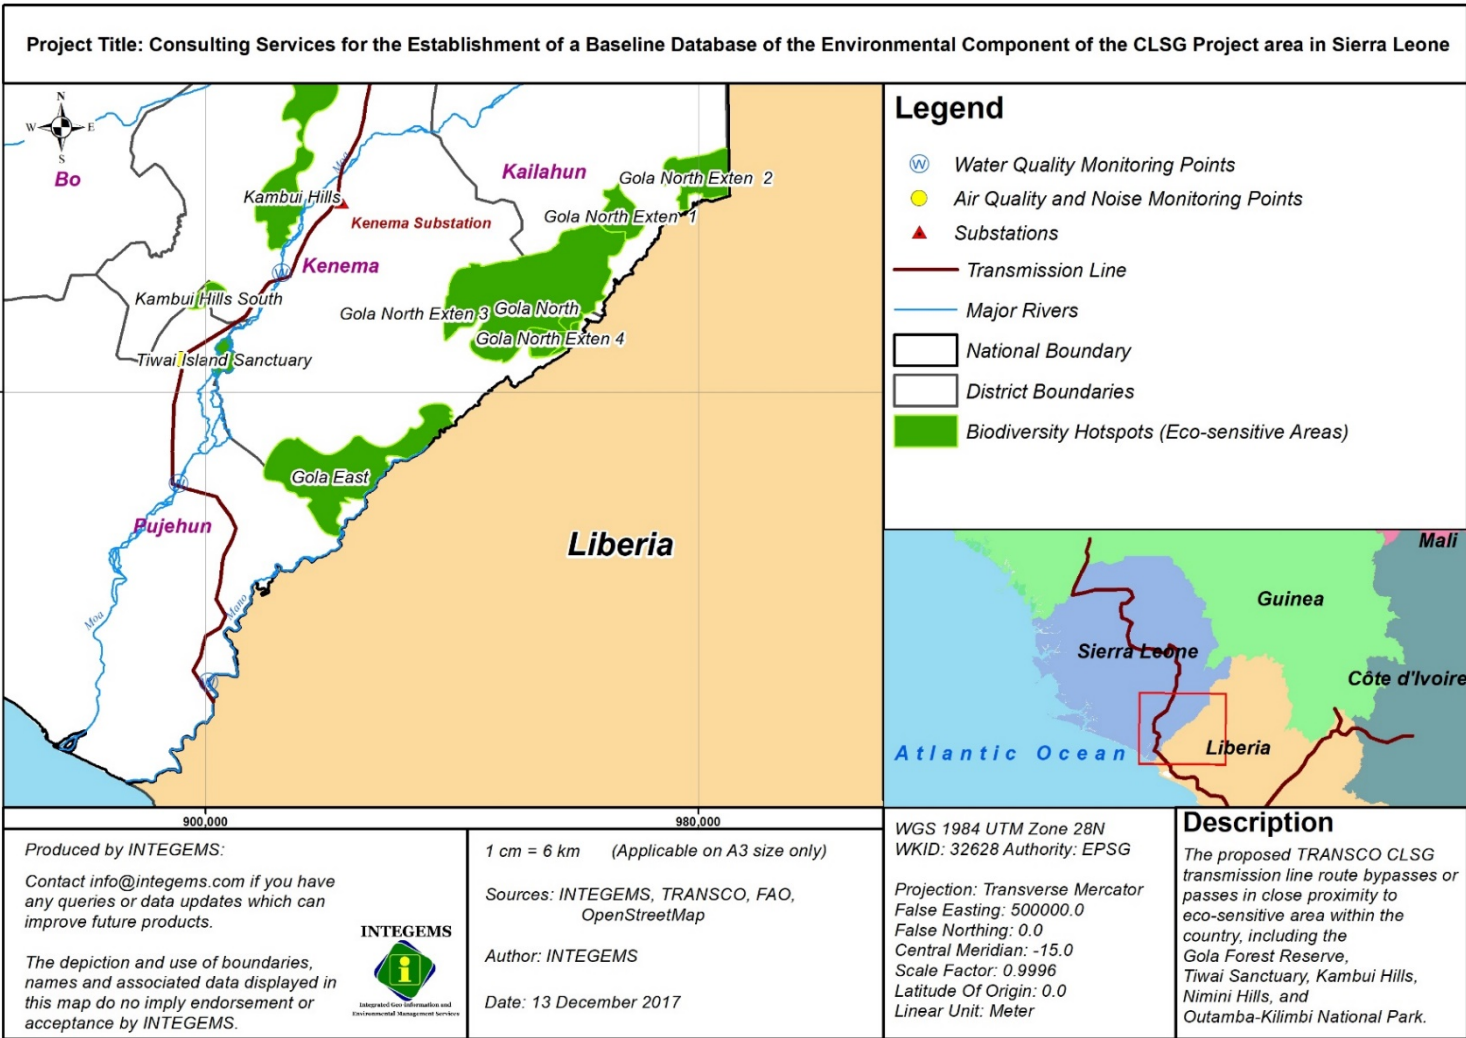 Project Title: Consulting Services for the Establishment of a Baseline Database of the Environmental Component of the CLSG Project area in Sierra Leone
N
W E
S
Bo
Kailahun
Gola North Exten 2
Kambui Hills
Moa
Gola North Exten 1
Kenema Substation
W
Kenema
Kambui Hills South
Gola North Exten 3
Gola North
Gola North Exten 4
Tiwai Island Sanctuary
Gola East
W
Pujehun
Liberia
Moa
Mano
W
900,000
980,000
Legend
W Water Quality Monitoring Points
Air Quality and Noise Monitoring Points
Substations
Transmission Line
Major Rivers
National Boundary
District Boundaries
Biodiversity Hotspots (Eco-sensitive Areas)
Mali
Guinea
Sierra Leone
Côte d'Ivoire
Atlantic Ocean
Liberia
Produced by INTEGEMS:
Contact info@integems.com if you have
any queries or data updates which can
improve future products.
The depiction and use of boundaries,
names and associated data displayed in
this map do no imply endorsement or
acceptance by INTEGEMS.
INTEGEMS
i
Integrated Geo-information and
Environmental Management Services
1 cm = 6 km (Applicable on A3 size only)
Sources: INTEGEMS, TRANSCO, FAO,
OpenStreetMap
Author: INTEGEMS
Date: 13 December 2017
WGS 1984 UTM Zone 28N
WKID: 32628 Authority: EPSG
Projection: Transverse Mercator
False Easting: 500000.0
False Northing: 0.0
Central Meridian: -15.0
Scale Factor: 0.9996
Latitude Of Origin: 0.0
Linear Unit: Meter
Description
The proposed TRANSCO CLSG
transmission line route bypasses or
passes in close proximity to
eco-sensitive area within the
country, including the
Gola Forest Reserve,
Tiwai Sanctuary, Kambui Hills,
Nimini Hills, and
Outamba-Kilimbi National Park.